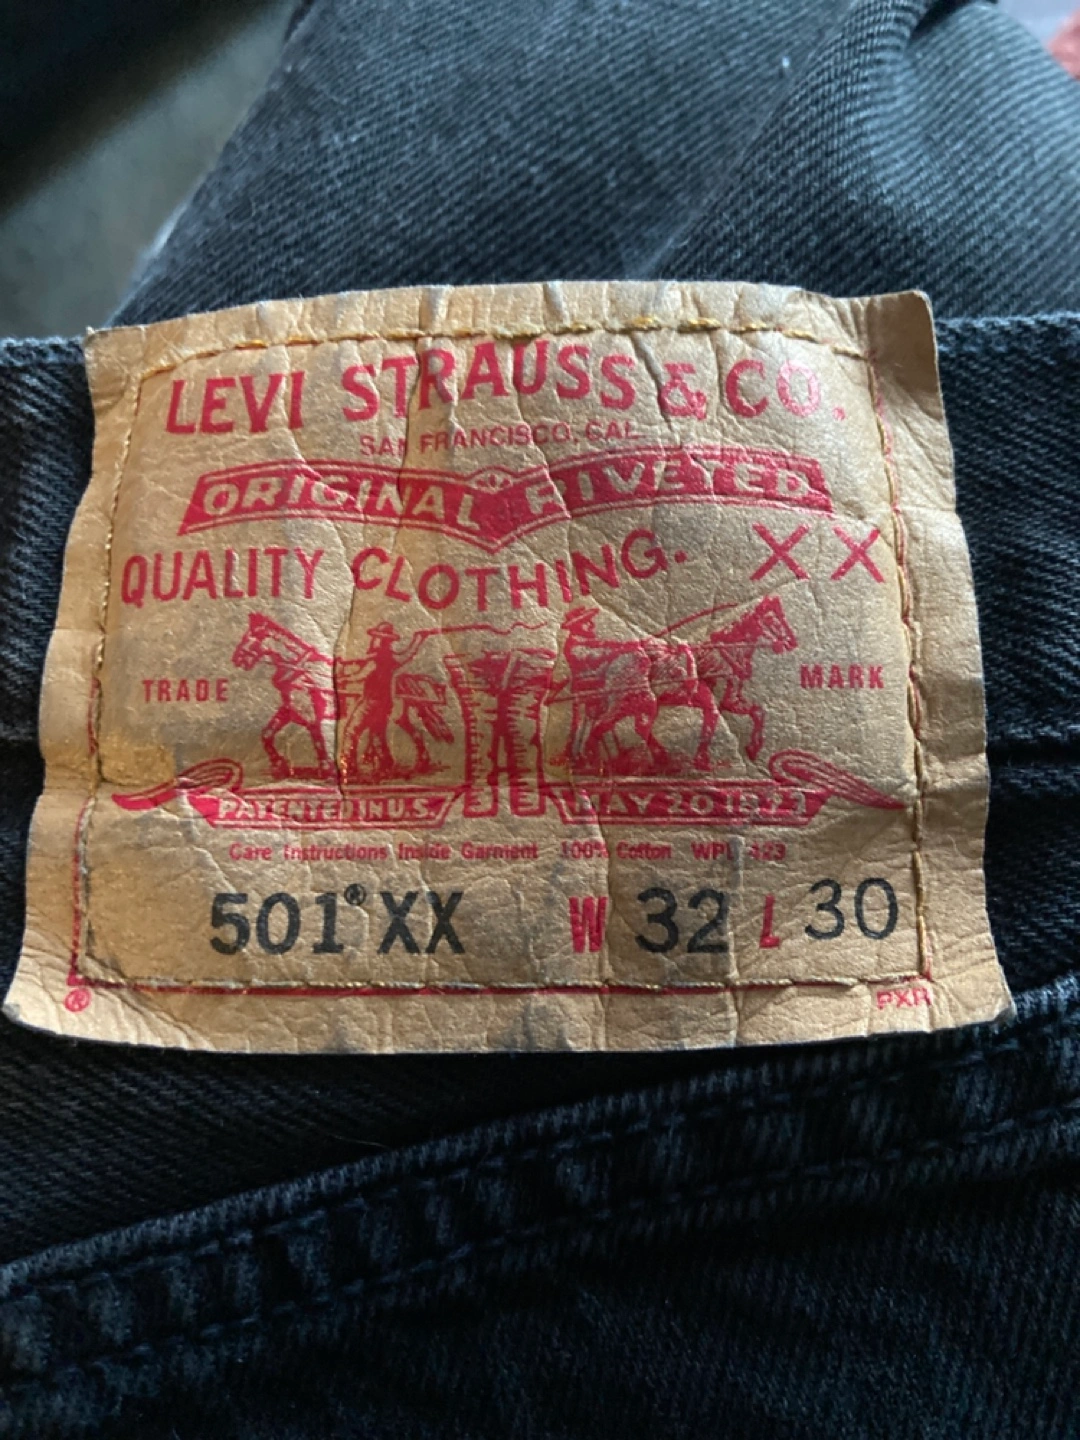 LEVI STRAUSS & CO.
SAN FRANCISCO, CAL.
ORIGINAL RIVETED
QUALITY CLOTHING. XX
TRADE MARK
PATENTED IN U.S. MAY 20 1873
Care Instructions Inside Garment 100% Cotton WPL 423
501® XX W 32 L 30
® PXR